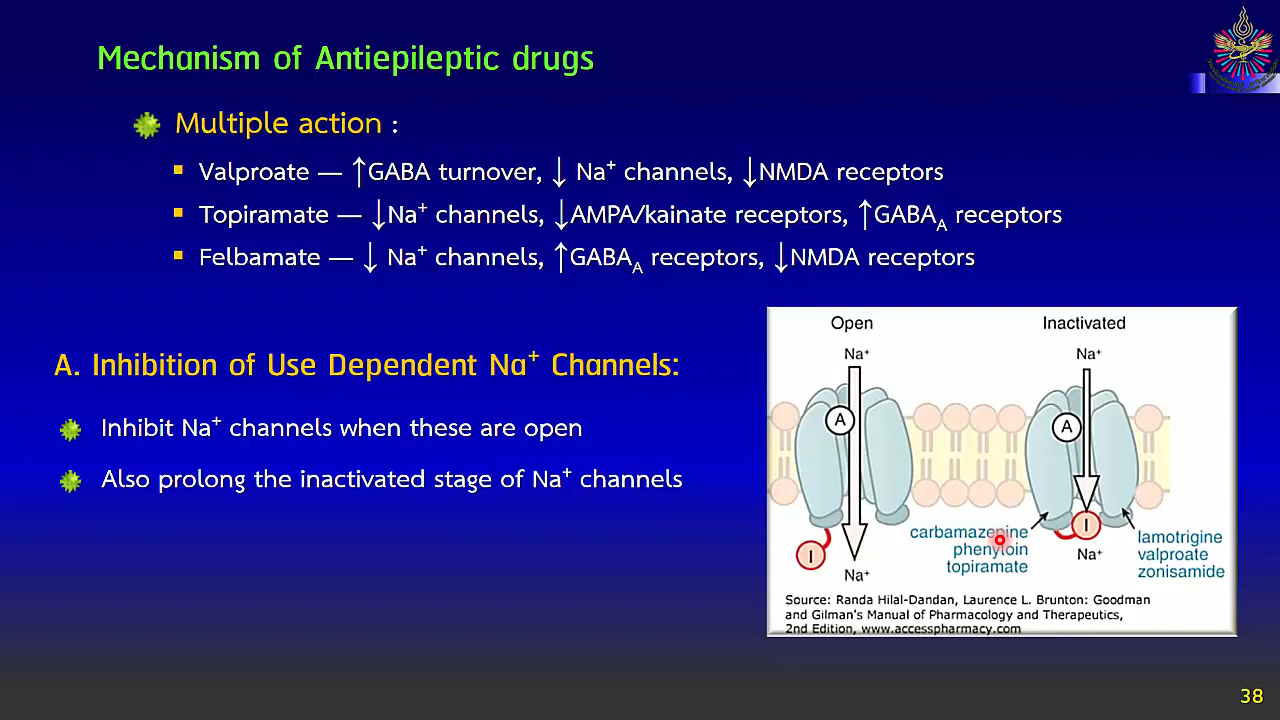 Mechanism of Antiepileptic drugs
Multiple action :
Valproate — ↑GABA turnover, ↓ Na⁺ channels, ↓NMDA receptors
Topiramate — ↓Na⁺ channels, ↓AMPA/kainate receptors, ↑GABA_A receptors
Felbamate — ↓ Na⁺ channels, ↑GABA_A receptors, ↓NMDA receptors
A. Inhibition of Use Dependent Na⁺ Channels:
Inhibit Na⁺ channels when these are open
Also prolong the inactivated stage of Na⁺ channels
Open
Na⁺
A
I
Na⁺
Inactivated
Na⁺
A
I
Na⁺
carbamazepine
phenytoin
topiramate
lamotrigine
valproate
zonisamide
Source: Randa Hilal-Dandan, Laurence L. Brunton: Goodman
and Gilman's Manual of Pharmacology and Therapeutics,
2nd Edition, www.accesspharmacy.com
38